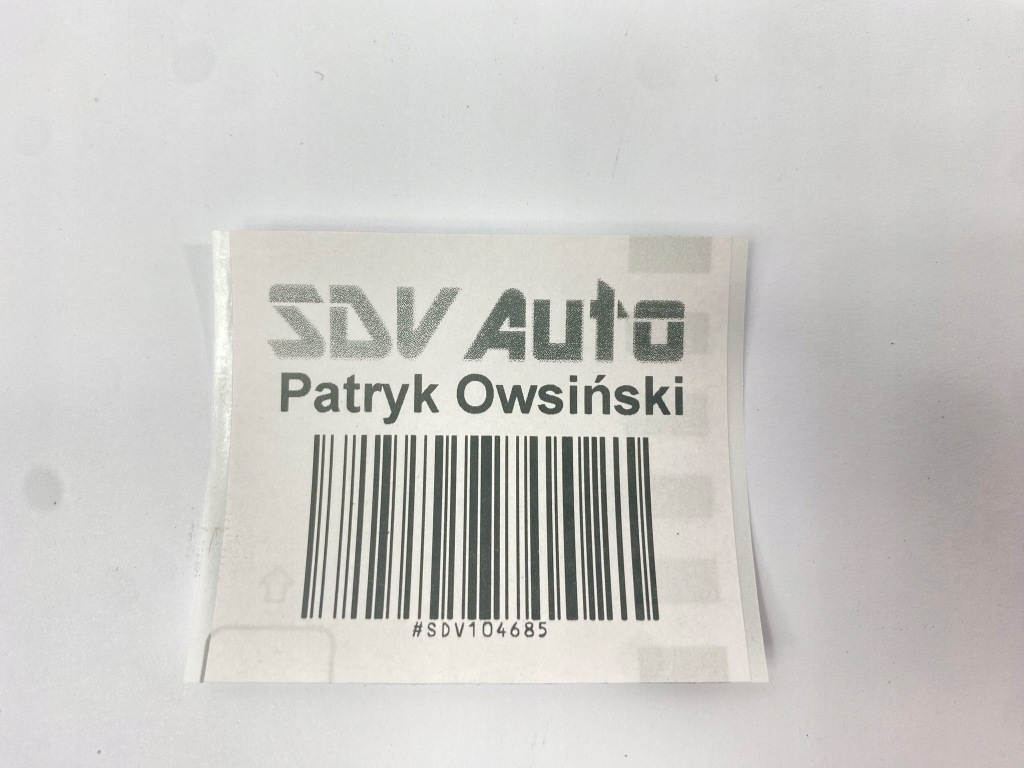 SDV Auto
Patryk Owsiński
#SDV104685